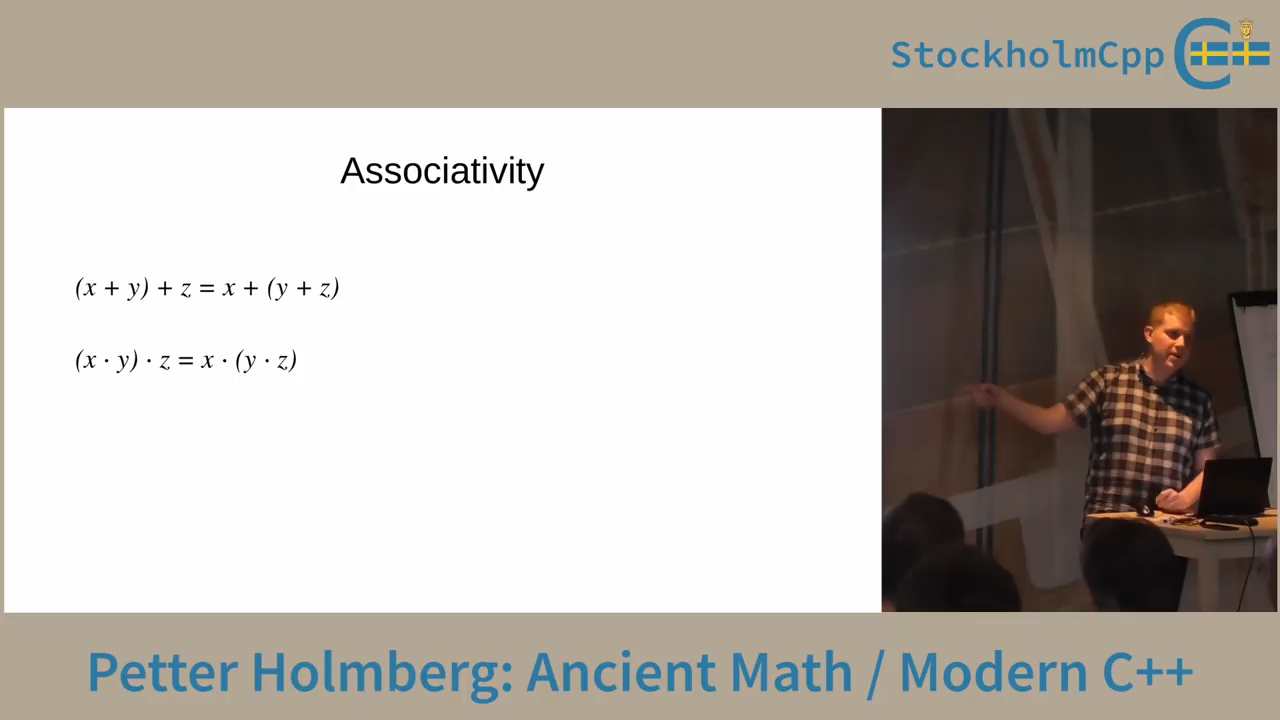 StockholmCpp
Associativity
(x + y) + z = x + (y + z)
(x · y) · z = x · (y · z)
Petter Holmberg: Ancient Math / Modern C++